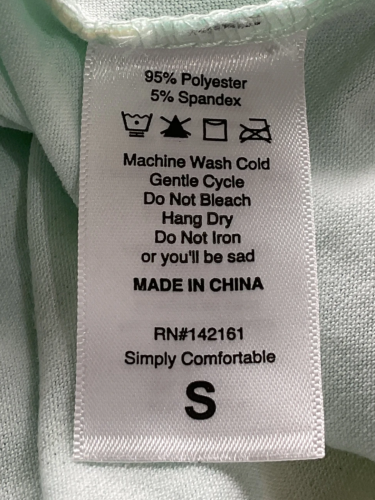 95% Polyester
5% Spandex
Machine Wash Cold
Gentle Cycle
Do Not Bleach
Hang Dry
Do Not Iron
or you'll be sad
MADE IN CHINA
RN#142161
Simply Comfortable
S